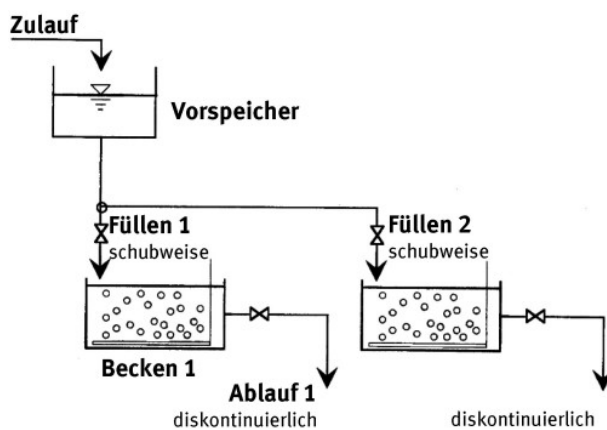 Zulauf
Vorspeicher
Füllen 1
schubweise
Füllen 2
schubweise
Becken 1
Ablauf 1
diskontinuierlich
diskontinuierlich